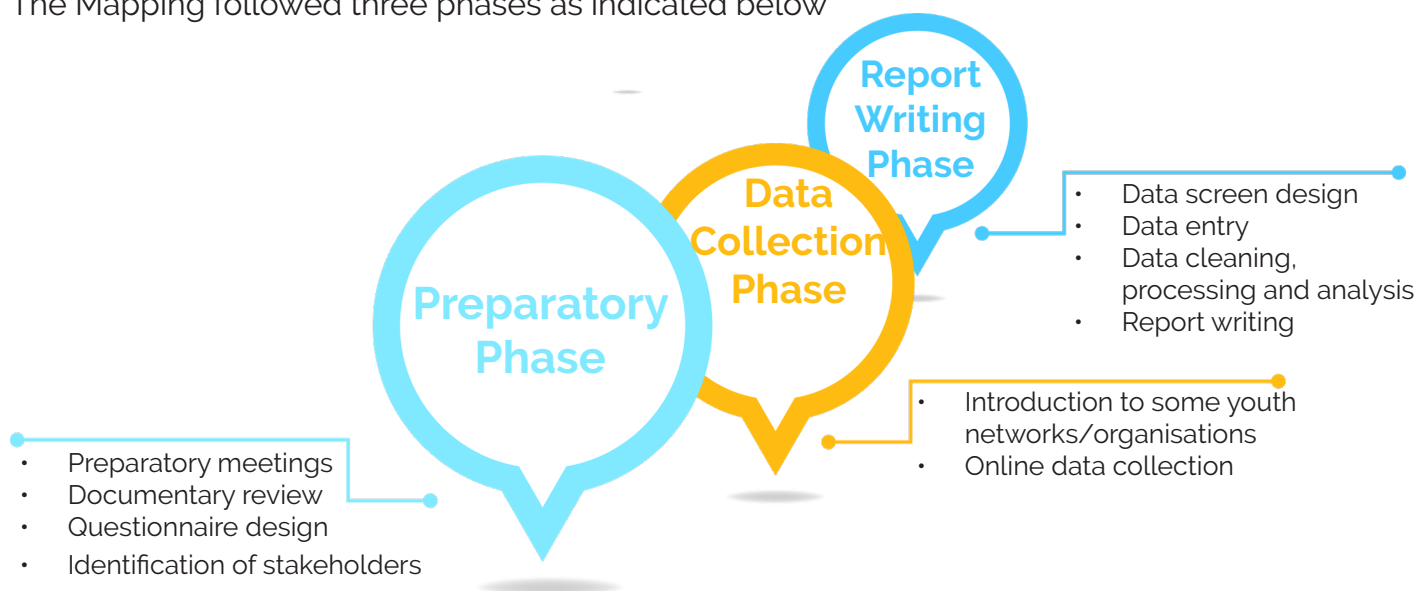 The Mapping followed three phases as indicated below
Report
Writing
Phase
• Data screen design
• Data entry
• Data cleaning,
processing and analysis
• Report writing
Data
Collection
Phase
• Introduction to some youth
networks/organisations
• Online data collection
Preparatory
Phase
• Preparatory meetings
• Documentary review
• Questionnaire design
• Identification of stakeholders